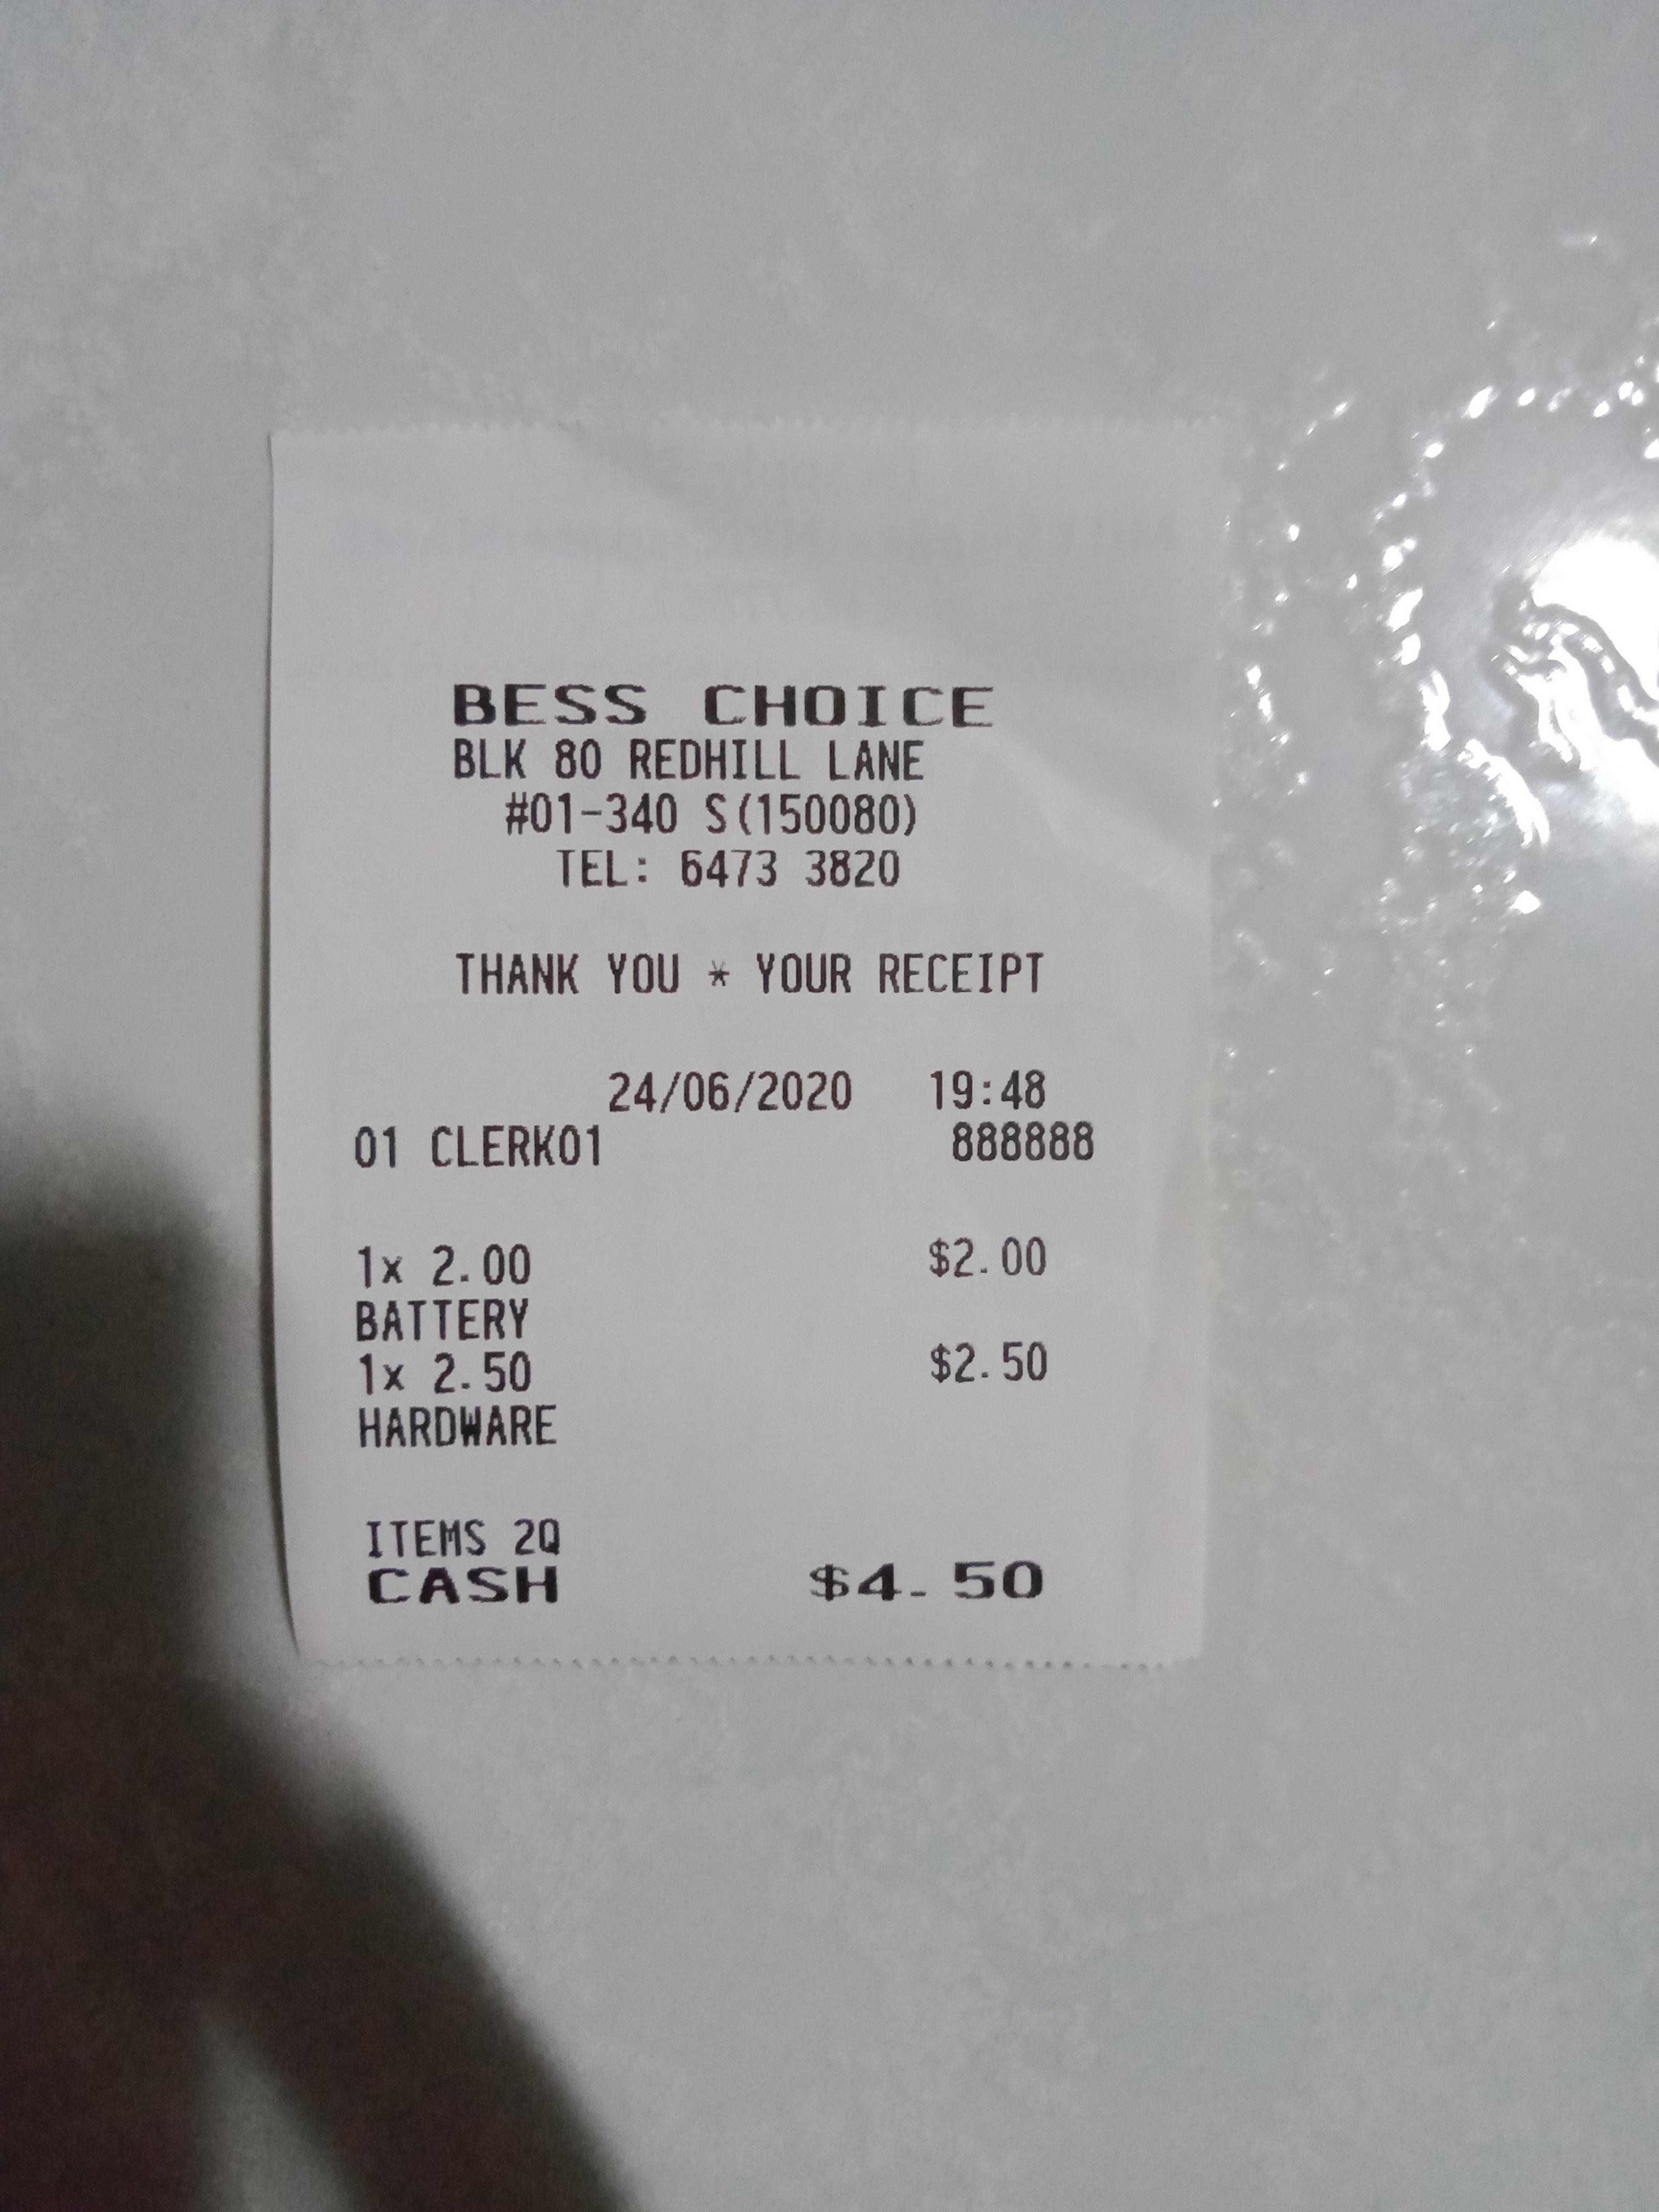 BESS CHOICE
BLK 80 REDHILL LANE
#01-340 S(150080)
TEL: 6473 3820
THANK YOU * YOUR RECEIPT
24/06/2020 19:48
01 CLERK01 888888
1x 2.00 $2.00
BATTERY
1x 2.50 $2.50
HARDWARE
ITEMS 2Q
CASH $4.50